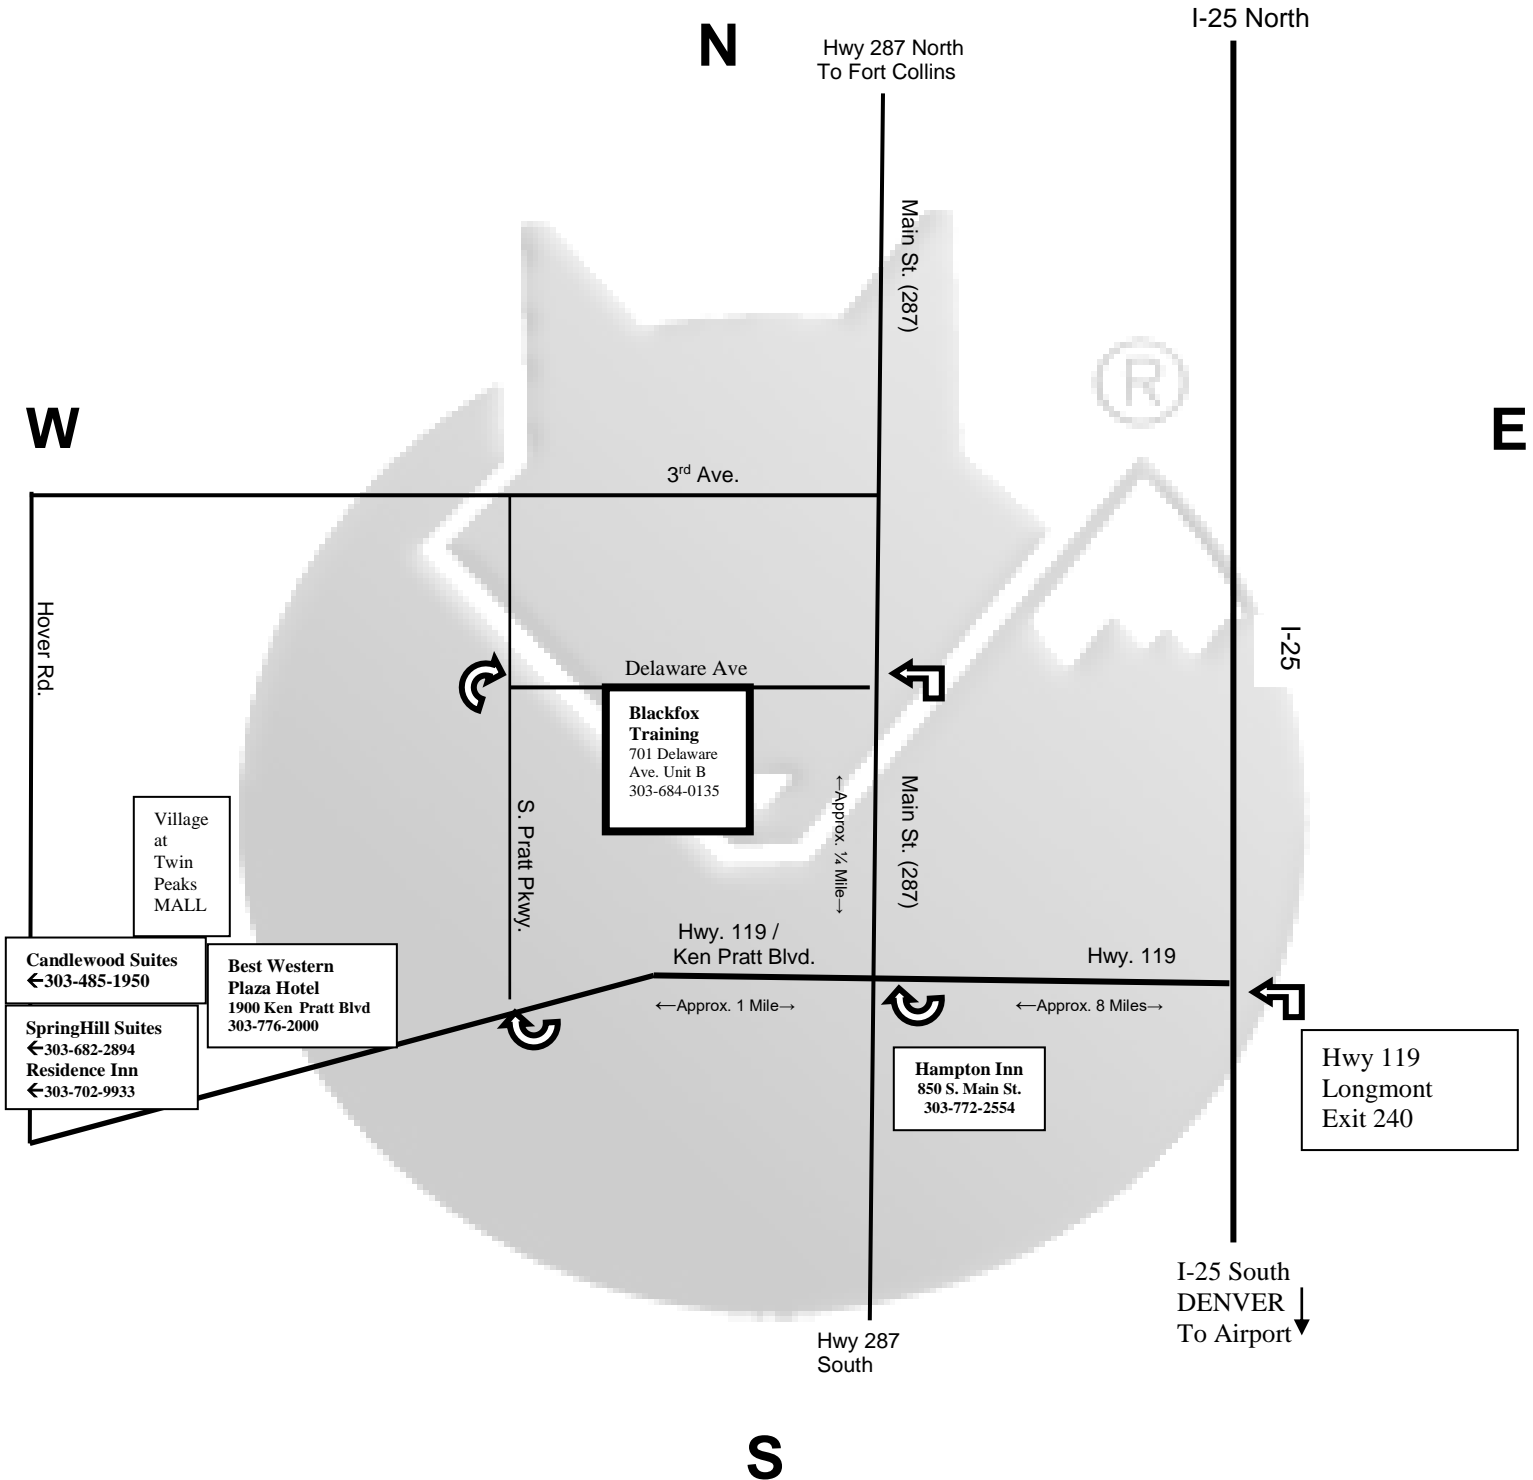 I-25 North
N
Hwy 287 North
To Fort Collins
Main St. (287)
®
W
E
3rd Ave.
Hover Rd.
I-25
Delaware Ave
Blackfox
Training
701 Delaware
Ave. Unit B
303-684-0135
←Approx. ¼ Mile→
Main St. (287)
S. Pratt Pkwy.
Village
at
Twin
Peaks
MALL
Hwy. 119 /
Ken Pratt Blvd.
Hwy. 119
Candlewood Suites
←303-485-1950
Best Western
Plaza Hotel
1900 Ken Pratt Blvd
303-776-2000
←Approx. 1 Mile→
←Approx. 8 Miles→
SpringHill Suites
←303-682-2894
Residence Inn
←303-702-9933
Hampton Inn
850 S. Main St.
303-772-2554
Hwy 119
Longmont
Exit 240
I-25 South
DENVER
To Airport
Hwy 287
South
S